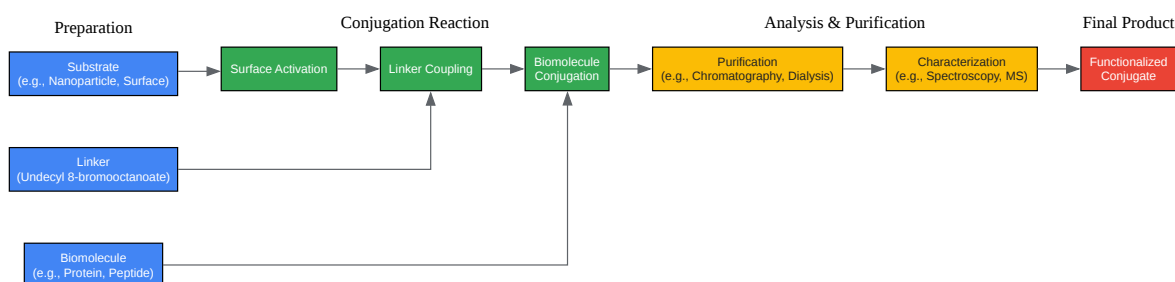 Preparation
Conjugation Reaction
Analysis & Purification
Final Product
Substrate
(e.g., Nanoparticle, Surface)
Surface Activation
Linker Coupling
Biomolecule
Conjugation
Purification
(e.g., Chromatography, Dialysis)
Characterization
(e.g., Spectroscopy, MS)
Functionalized
Conjugate
Linker
(Undecyl 8-bromooctanoate)
Biomolecule
(e.g., Protein, Peptide)